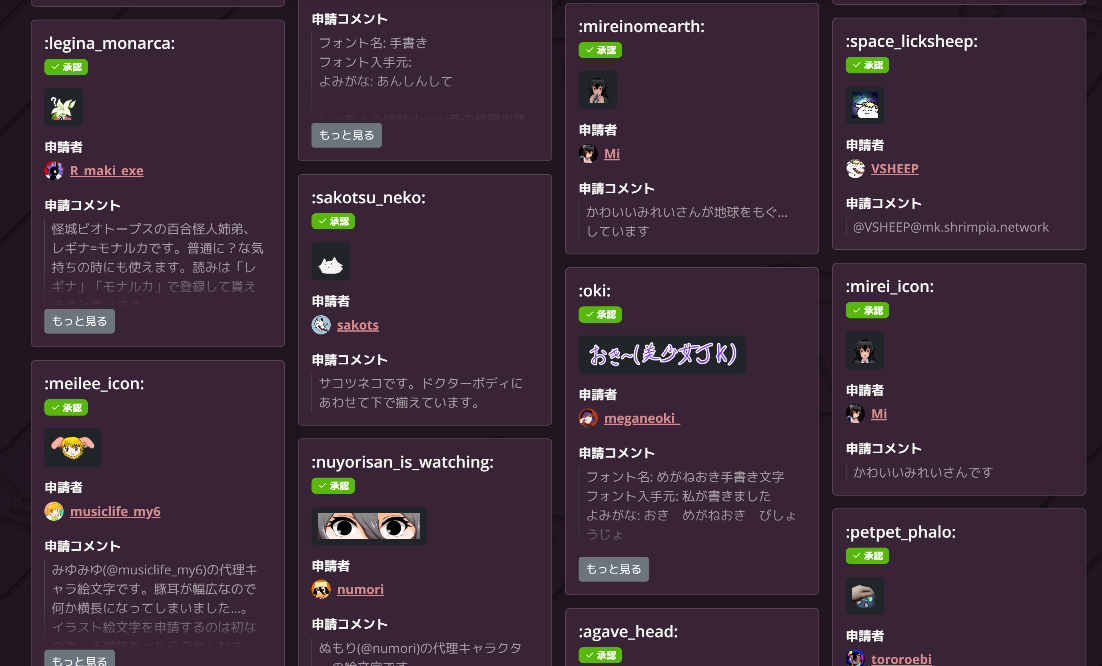 :legina_monarca:
承認
申請者
R_maki_exe
申請コメント
怪城ビオトープスの百合怪人姉弟、
レギナ=モナルカです。普通に？な気
持ちの時にも使えます。読みは「レ
ギナ」「モナルカ」で登録して貰え
ますと幸いです。
もっと見る
:meilee_icon:
承認
申請者
musiclife_my6
申請コメント
みゆみゆ(@musiclife_my6)の代理キ
ャラ絵文字です。豚耳が幅広なので
何か横長になってしまいました…。
イラスト絵文字を申請するのは初な
もっと見る
申請コメント
フォント名: 手書き
フォント入手元:
よみがな: あんしんして
もっと見る
:sakotsu_neko:
承認
申請者
sakots
申請コメント
サコツネコです。ドクターボディに
あわせて下で揃えています。
:nuyorisan_is_watching:
承認
申請者
numori
申請コメント
ぬもり(@numori)の代理キャラクタ
ーの絵文字です
:mireinomearth:
承認
申請者
Mi
申請コメント
かわいいみれいさんが地球をもぐ…
しています
:oki:
承認
おき〜(美少女JK)
申請者
meganeoki_
申請コメント
フォント名: めがねおき手書き文字
フォント入手元: 私が書きました
よみがな: おき　めがねおき　びしょ
うじょ
もっと見る
:agave_head:
承認
:space_licksheep:
承認
申請者
VSHEEP
申請コメント
@VSHEEP@mk.shrimpia.network
:mirei_icon:
承認
申請者
Mi
申請コメント
かわいいみれいさんです
:petpet_phalo:
承認
申請者
tororoebi